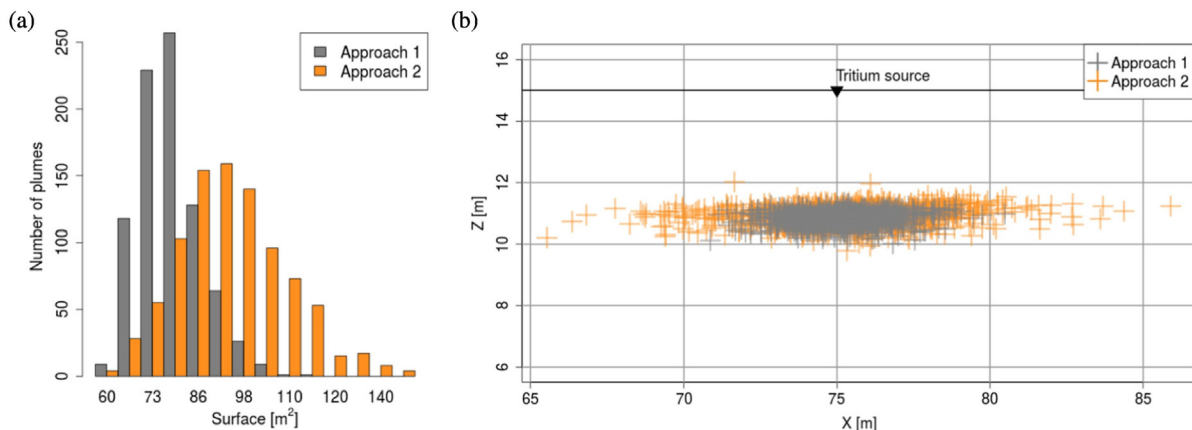 (a)
Number of plumes
250
200
150
100
50
0
Approach 1
Approach 2
60 73 86 98 110 120 140
Surface [m²]
(b)
Z [m]
16
14
12
10
8
6
Tritium source
Approach 1
Approach 2
65 70 75 80 85
X [m]